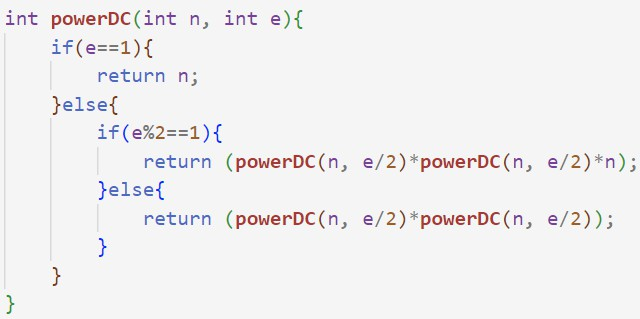 int powerDC(int n, int e){
    if(e==1){
        return n;
    }else{
        if(e%2==1){
            return (powerDC(n, e/2)*powerDC(n, e/2)*n);
        }else{
            return (powerDC(n, e/2)*powerDC(n, e/2));
        }
    }
}